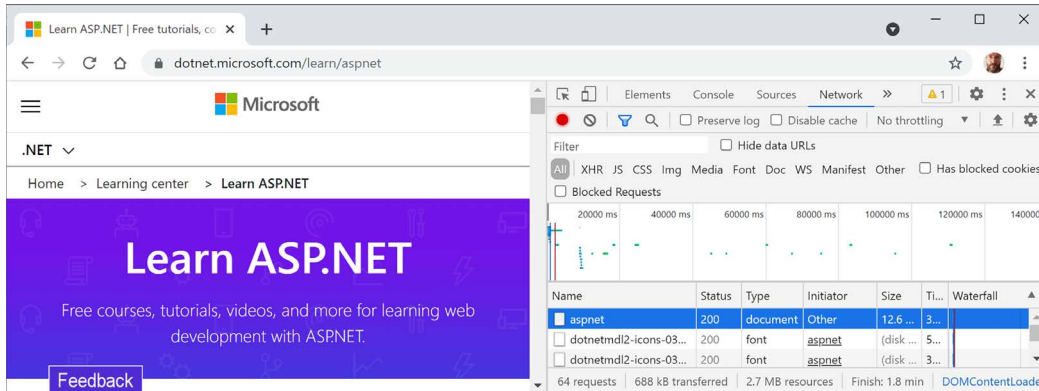 Learn ASP.NET | Free tutorials, co
dotnet.microsoft.com/learn/aspnet
Microsoft
.NET
Home > Learning center > Learn ASP.NET
Learn ASP.NET
Free courses, tutorials, videos, and more for learning web
development with ASP.NET.
Feedback
Elements Console Sources Network » 1
Preserve log Disable cache No throttling
Filter Hide data URLs
All XHR JS CSS Img Media Font Doc WS Manifest Other Has blocked cookies
Blocked Requests
20000 ms 40000 ms 60000 ms 80000 ms 100000 ms 120000 ms 140000
Name Status Type Initiator Size Ti... Waterfall
aspnet 200 document Other 12.6 ... 3...
dotnetmdl2-icons-03... 200 font aspnet (disk ... 5...
dotnetmdl2-icons-03... 200 font aspnet (disk ... 3...
64 requests 688 kB transferred 2.7 MB resources Finish: 1.8 min DOMContentLoade